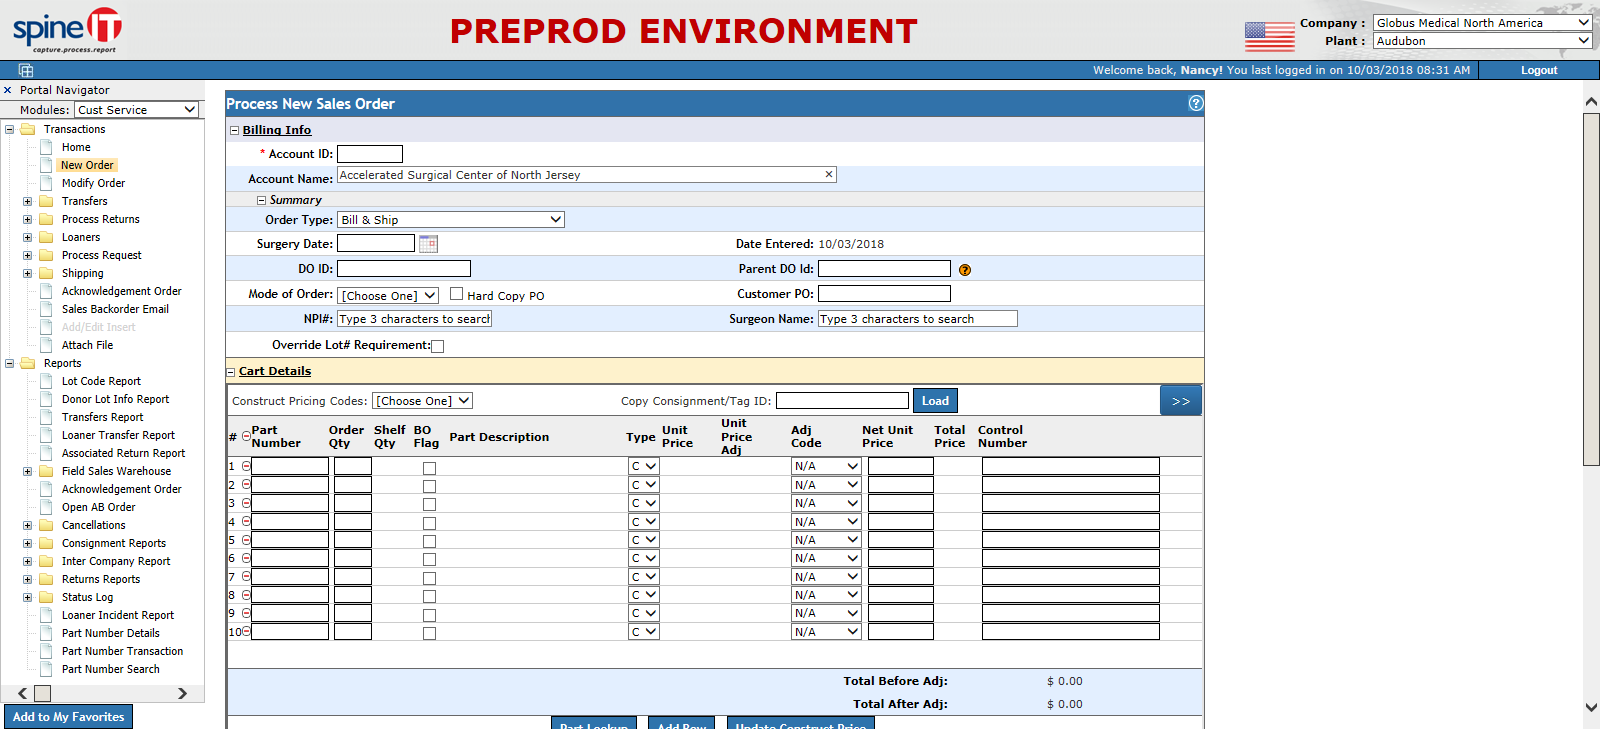 spine IT
capture.process.report
PREPROD ENVIRONMENT
Company : Globus Medical North America
Plant : Audubon
Welcome back, Nancy! You last logged in on 10/03/2018 08:31 AM
Logout
× Portal Navigator
Modules: Cust Service
Transactions
Home
New Order
Modify Order
Transfers
Process Returns
Loaners
Process Request
Shipping
Acknowledgement Order
Sales Backorder Email
Add/Edit Insert
Attach File
Reports
Lot Code Report
Donor Lot Info Report
Transfers Report
Loaner Transfer Report
Associated Return Report
Field Sales Warehouse
Acknowledgement Order
Open AB Order
Cancellations
Consignment Reports
Inter Company Report
Returns Reports
Status Log
Loaner Incident Report
Part Number Details
Part Number Transaction
Part Number Search
Add to My Favorites
Process New Sales Order ?
Billing Info
* Account ID:
Account Name: Accelerated Surgical Center of North Jersey ×
Summary
Order Type: Bill & Ship
Surgery Date: Date Entered: 10/03/2018
DO ID: Parent DO Id: ?
Mode of Order: [Choose One] Hard Copy PO Customer PO:
NPI#: Type 3 characters to search Surgeon Name: Type 3 characters to search
Override Lot# Requirement:
Cart Details
Construct Pricing Codes: [Choose One] Copy Consignment/Tag ID: Load >>
# Part Number Order Qty Shelf Qty BO Flag Part Description Type Unit Price Unit Price Adj Adj Code Net Unit Price Total Price Control Number
1 C N/A
2 C N/A
3 C N/A
4 C N/A
5 C N/A
6 C N/A
7 C N/A
8 C N/A
9 C N/A
10 C N/A
Total Before Adj: $ 0.00
Total After Adj: $ 0.00
Part Lookup Add Row Update Construct Price